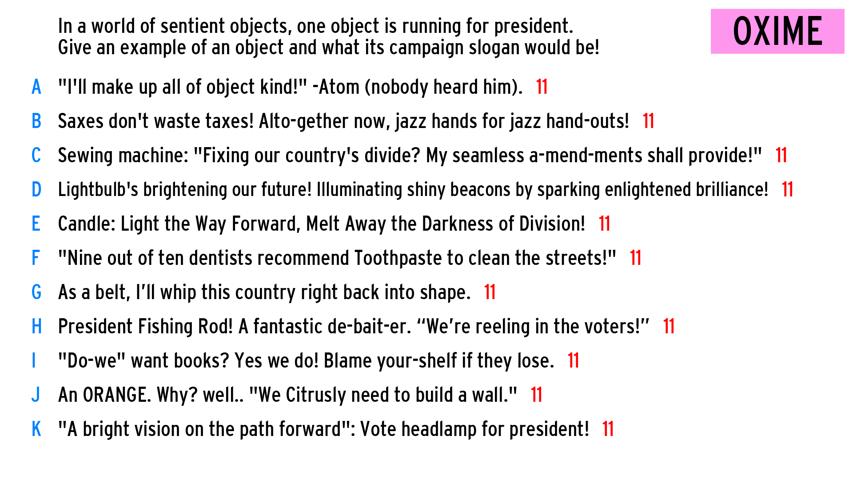 In a world of sentient objects, one object is running for president.
Give an example of an object and what its campaign slogan would be!
OXIME
A "I'll make up all of object kind!" -Atom (nobody heard him). 11
B Saxes don't waste taxes! Alto-gether now, jazz hands for jazz hand-outs! 11
C Sewing machine: "Fixing our country's divide? My seamless a-mend-ments shall provide!" 11
D Lightbulb's brightening our future! Illuminating shiny beacons by sparking enlightened brilliance! 11
E Candle: Light the Way Forward, Melt Away the Darkness of Division! 11
F "Nine out of ten dentists recommend Toothpaste to clean the streets!" 11
G As a belt, I’ll whip this country right back into shape. 11
H President Fishing Rod! A fantastic de-bait-er. “We’re reeling in the voters!” 11
I "Do-we" want books? Yes we do! Blame your-shelf if they lose. 11
J An ORANGE. Why? well.. "We Citrusly need to build a wall." 11
K "A bright vision on the path forward": Vote headlamp for president! 11